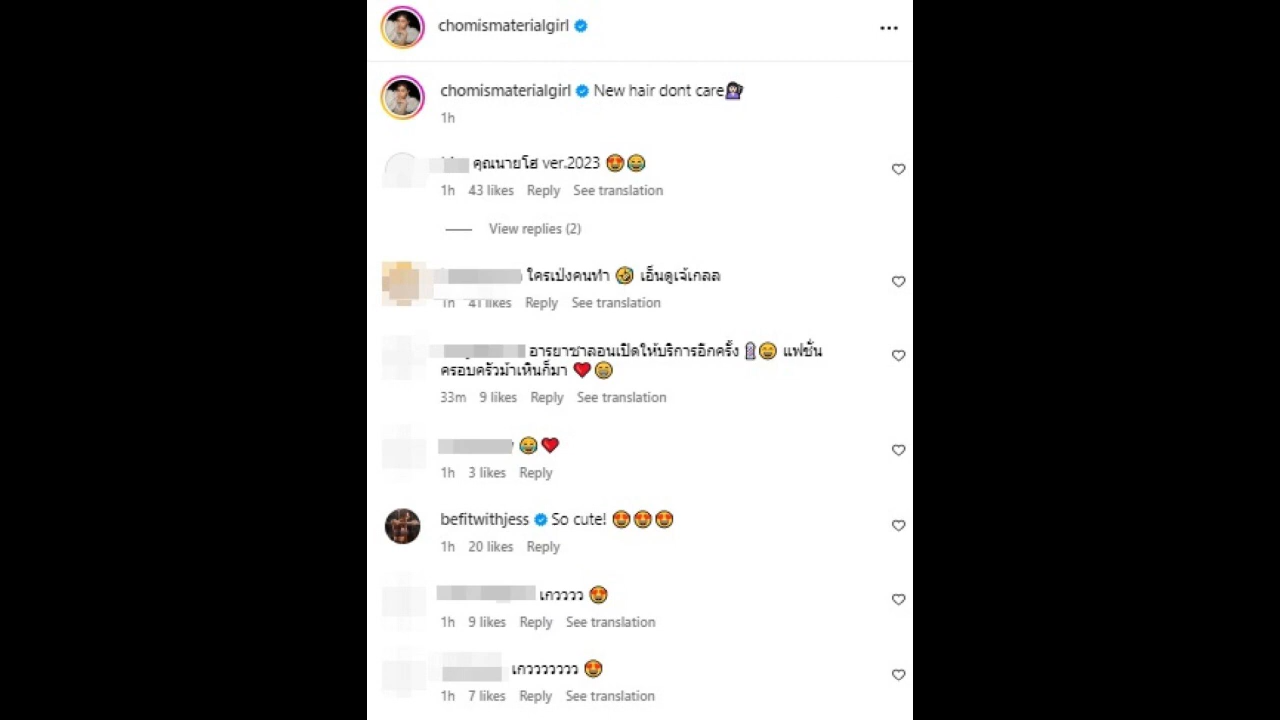 chomismaterialgirl
chomismaterialgirl New hair dont care🤦🏻‍♀️
1h
คุณนายโฮ ver.2023 😍😂
1h 43 likes Reply See translation
View replies (2)
ใครเป่งคนทำ 🤣 เอ็นดูเจ้เกลล
1h 41 likes Reply See translation
อารยาซาลอนเปิดให้บริการอีกครั้ง 💈😄 แฟชั่น
ครอบครัวม้าเหินก็มา ❤️😁
33m 9 likes Reply See translation
😂❤️
1h 3 likes Reply
befitwithjess So cute! 😍😍😍
1h 20 likes Reply
เกวววว 😍
1h 9 likes Reply See translation
เกววววววว 😍
1h 7 likes Reply See translation